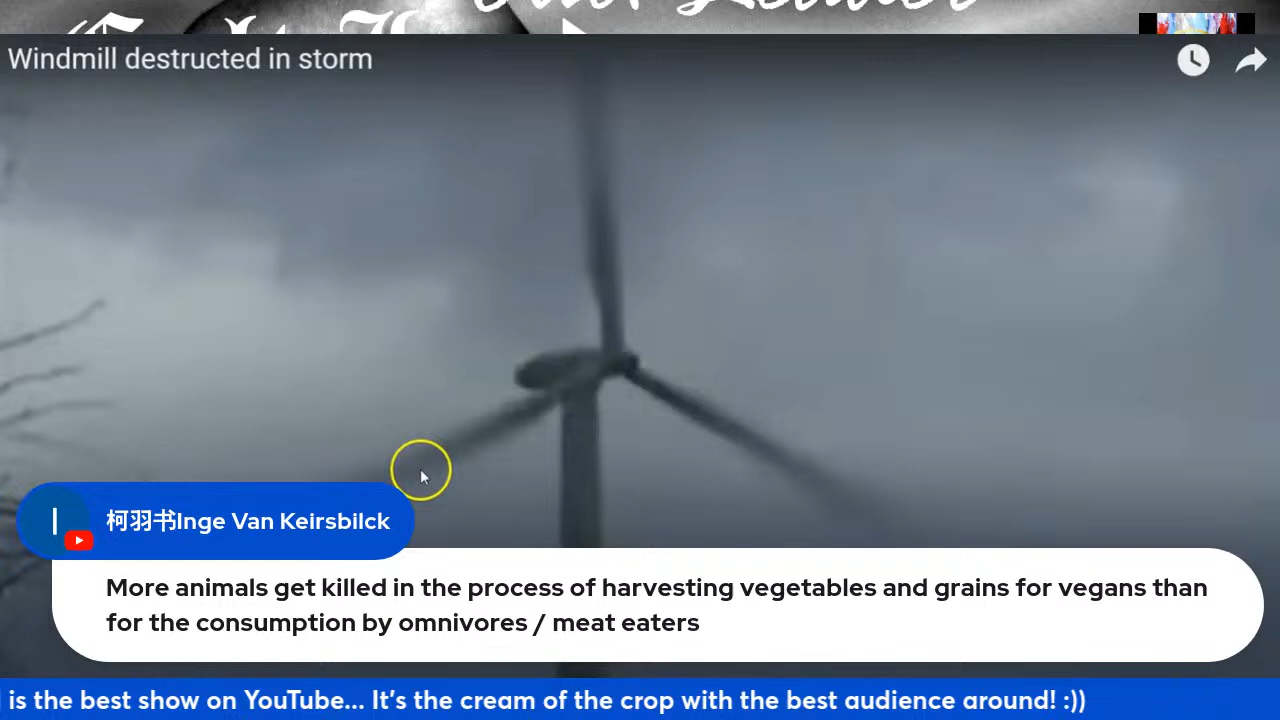 Windmill destructed in storm
柯羽书Inge Van Keirsbilck
More animals get killed in the process of harvesting vegetables and grains for vegans than
for the consumption by omnivores / meat eaters
is the best show on YouTube... It's the cream of the crop with the best audience around! :))